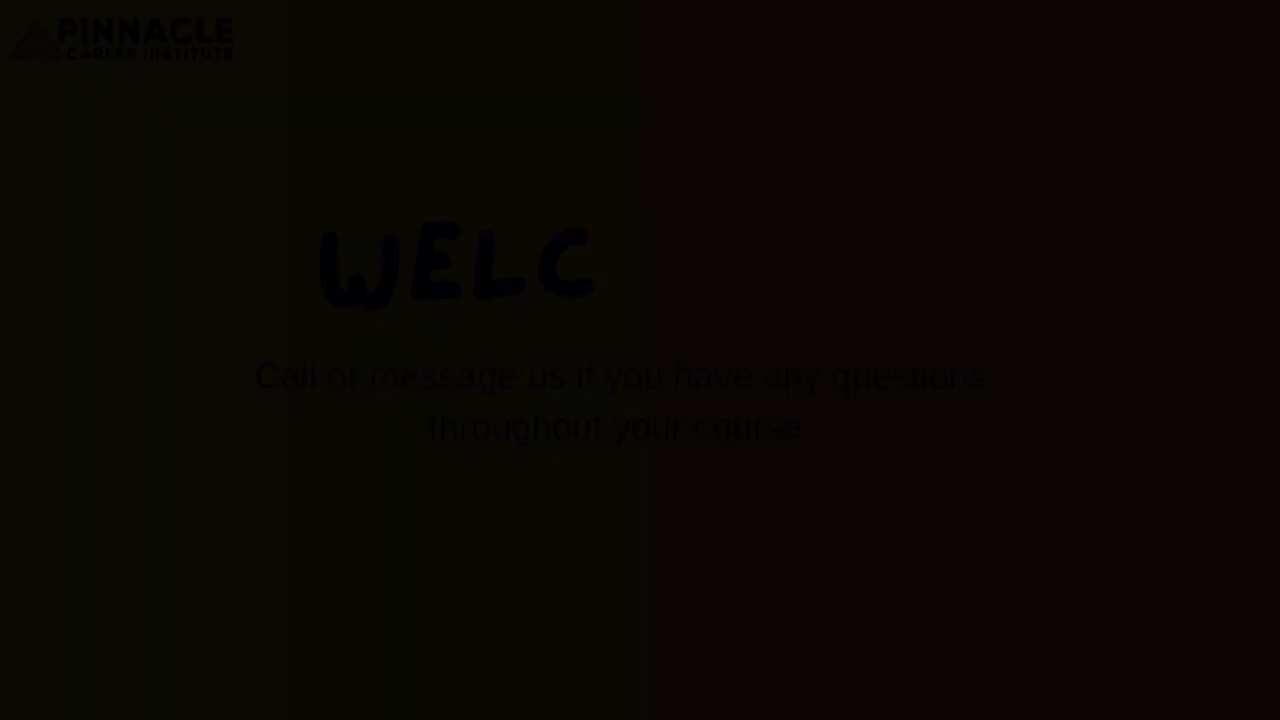 PINNACLE
CAREER INSTITUTE
WELC
Call or message us if you have any questions
throughout your course